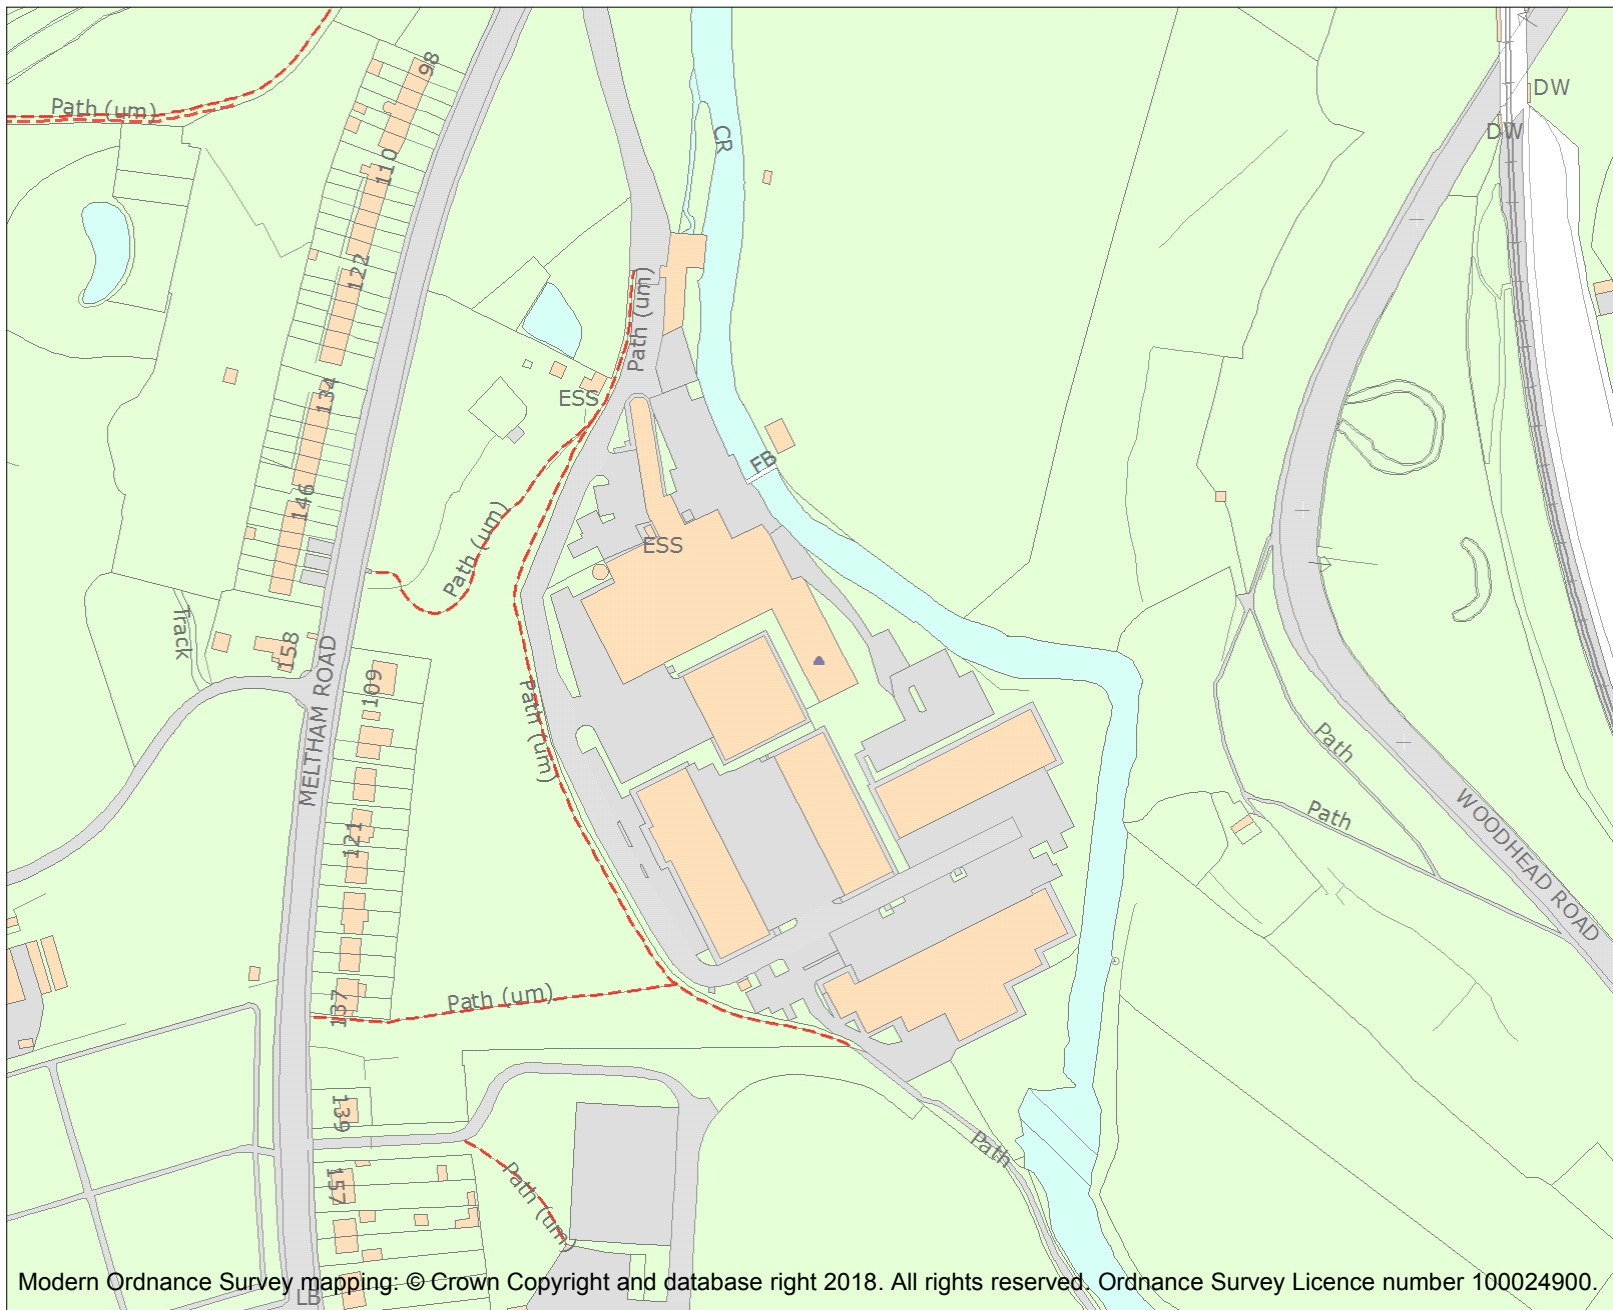 98
Path (um)
DW
DW
CR
110
122
Path (um)
134
ESS
FB
146
Path (um)
ESS
Track
158
MELTHAM ROAD
109
Path (um)
Path
Path
WOODHEAD ROAD
121
137
Path (um)
139
Path
157
Path (um)
LB
Modern Ordnance Survey mapping: © Crown Copyright and database right 2018. All rights reserved. Ordnance Survey Licence number 100024900.